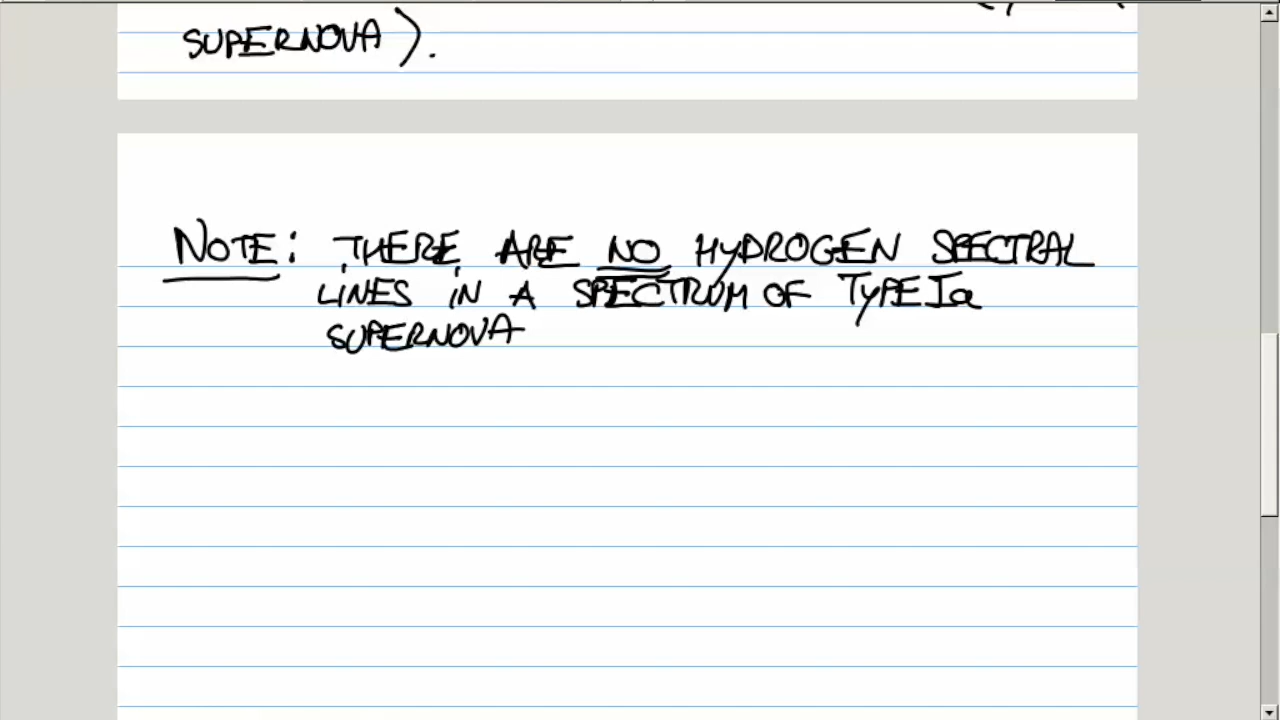 SUPERNOVA).
NOTE: THERE ARE NO HYDROGEN SPECTRAL
LINES IN A SPECTRUM OF TYPE Ia
SUPERNOVA